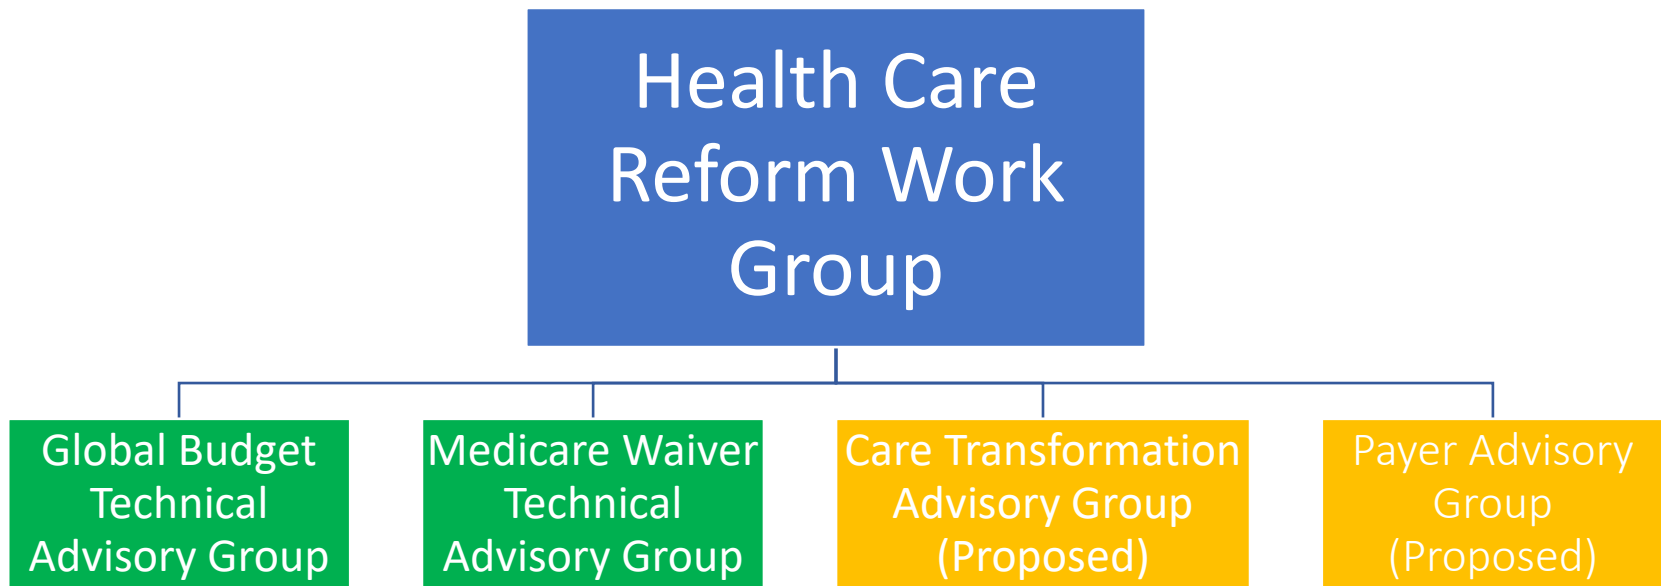 Health Care
Reform Work
Group
Global Budget
Technical
Advisory Group
Medicare Waiver
Technical
Advisory Group
Care Transformation
Advisory Group
(Proposed)
Payer Advisory
Group
(Proposed)